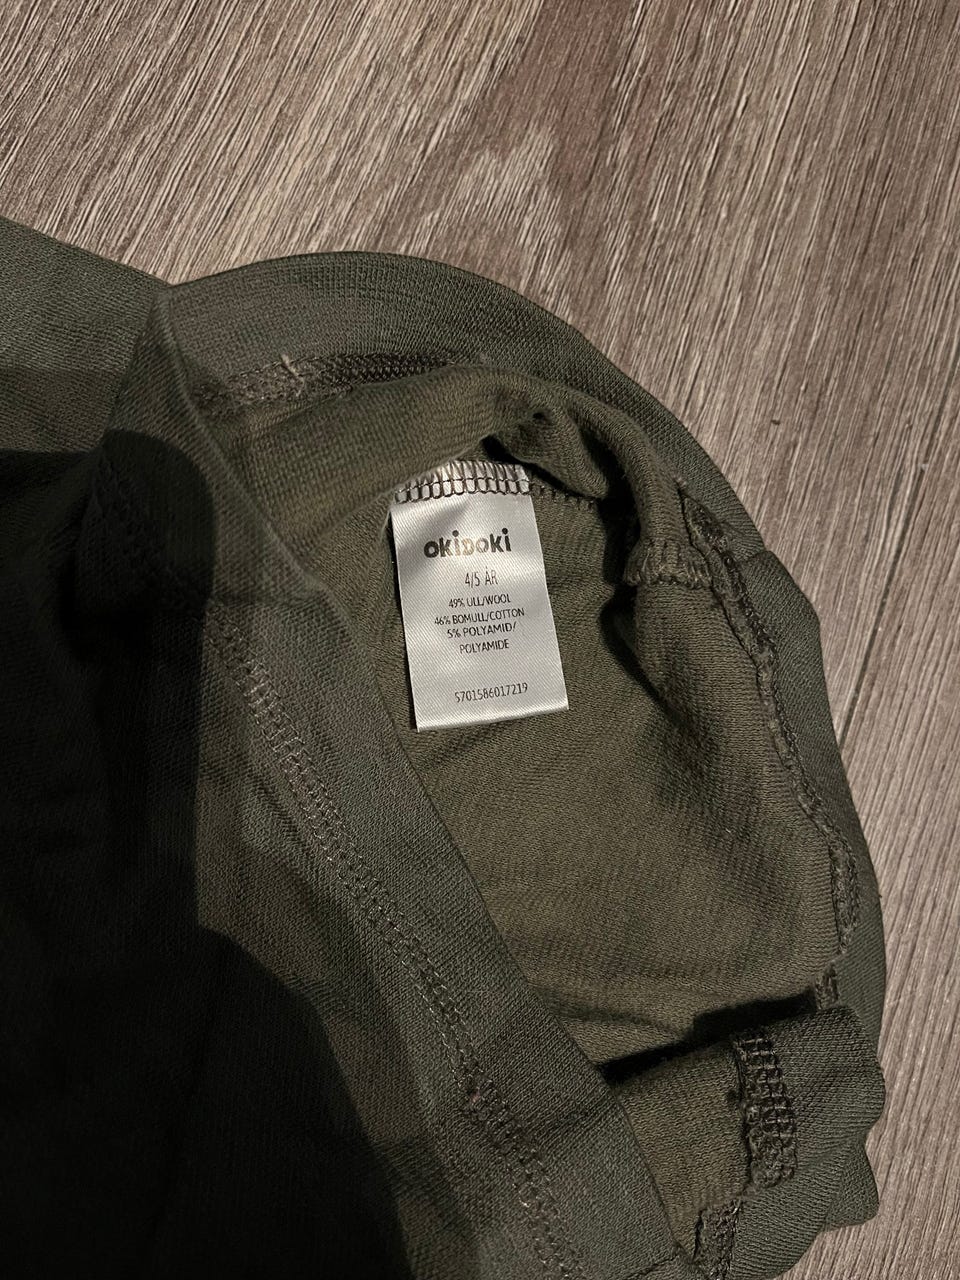 okidoki
4/5 ÅR
49% ULL/WOOL
46% BOMULL/COTTON
5% POLYAMID/
POLYAMIDE
5701586017219